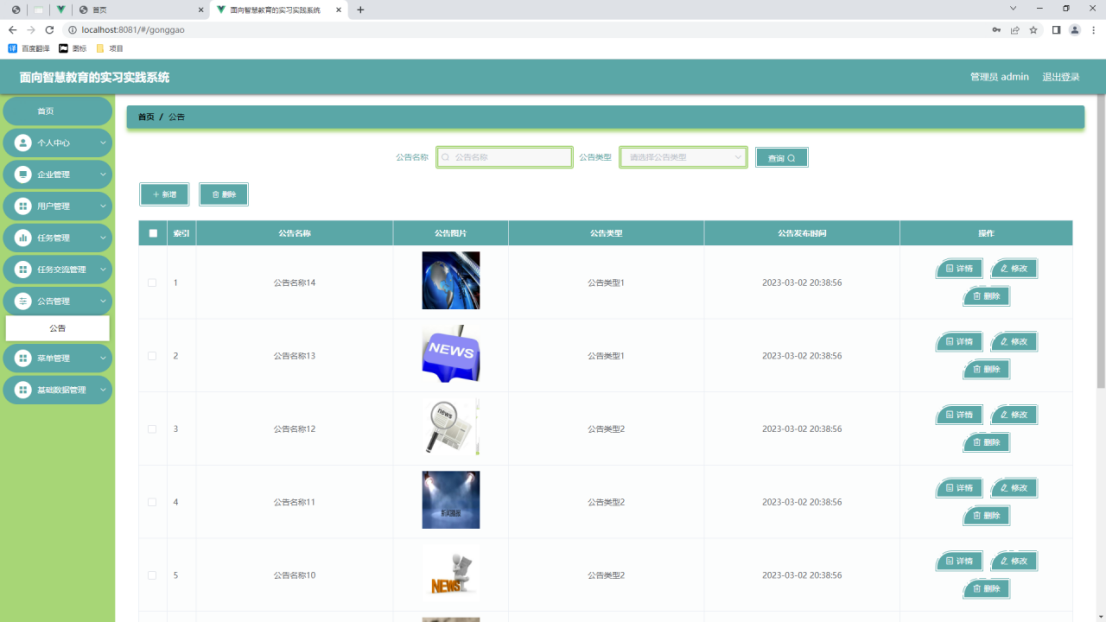 首页
面向智慧教育的实习实践系统
localhost:8081/#/gonggao
百度翻译
图标
项目
面向智慧教育的实习实践系统
管理员 admin
退出登录
首页
个人中心
企业管理
用户管理
任务管理
任务交流管理
公告管理
公告
菜单管理
基础数据管理
首页 / 公告
公告名称
公告名称
公告类型
请选择公告类型
查询
+ 新增
删除
索引 公告名称 公告图片 公告类型 公告发布时间 操作
1 公告名称14 公告类型1 2023-03-02 20:38:56 详情 修改
删除
2 公告名称13 NEWS 公告类型1 2023-03-02 20:38:56 详情 修改
删除
3 公告名称12 news 公告类型2 2023-03-02 20:38:56 详情 修改
删除
4 公告名称11 公告类型2 2023-03-02 20:38:56 详情 修改
删除
5 公告名称10 NEWS 公告类型2 2023-03-02 20:38:56 详情 修改
删除